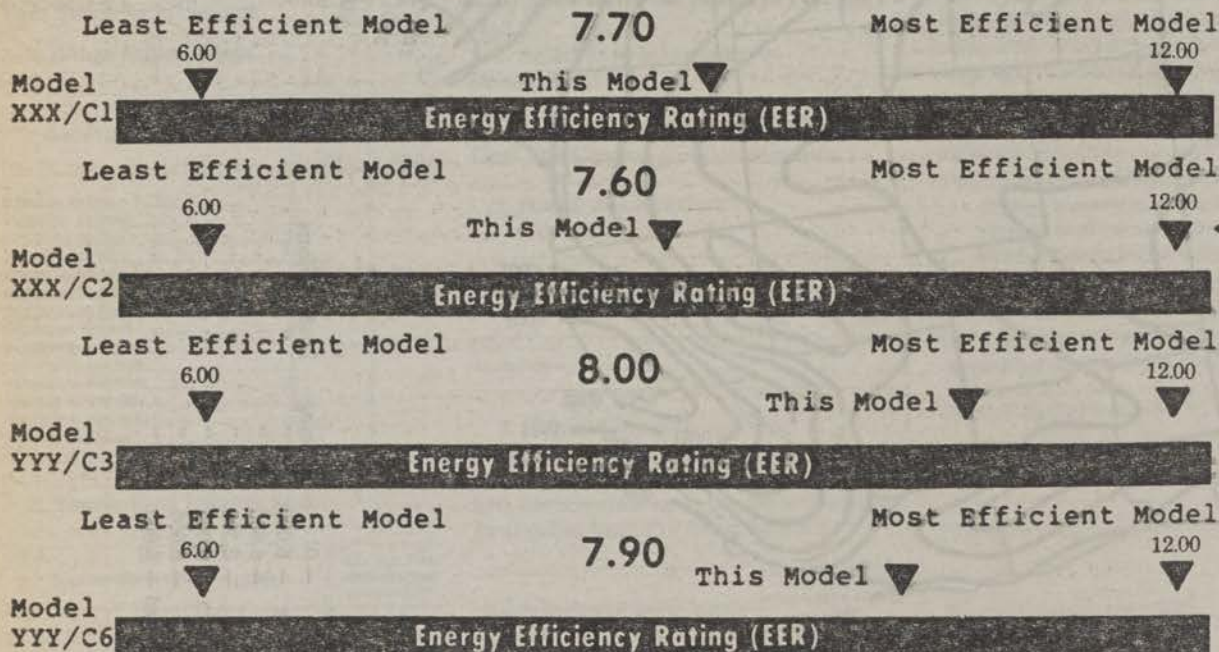 Least Efficient Model 7.70 Most Efficient Model
6.00 12.00
This Model
Model
XXX/C1 Energy Efficiency Rating (EER)
Least Efficient Model 7.60 Most Efficient Model
6.00 12.00
This Model
Model
XXX/C2 Energy Efficiency Rating (EER)
Least Efficient Model 8.00 Most Efficient Model
6.00 12.00
This Model
Model
YYY/C3 Energy Efficiency Rating (EER)
Least Efficient Model 7.90 Most Efficient Model
6.00 12.00
This Model
Model
YYY/C6 Energy Efficiency Rating (EER)